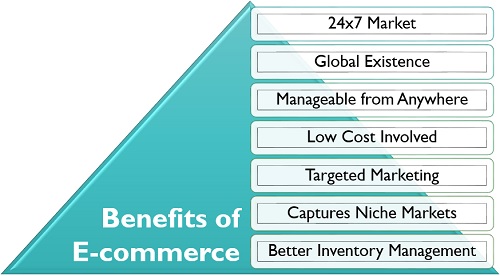 24x7 Market
Global Existence
Manageable from Anywhere
Low Cost Involved
Targeted Marketing
Captures Niche Markets
Better Inventory Management
Benefits of
E-commerce